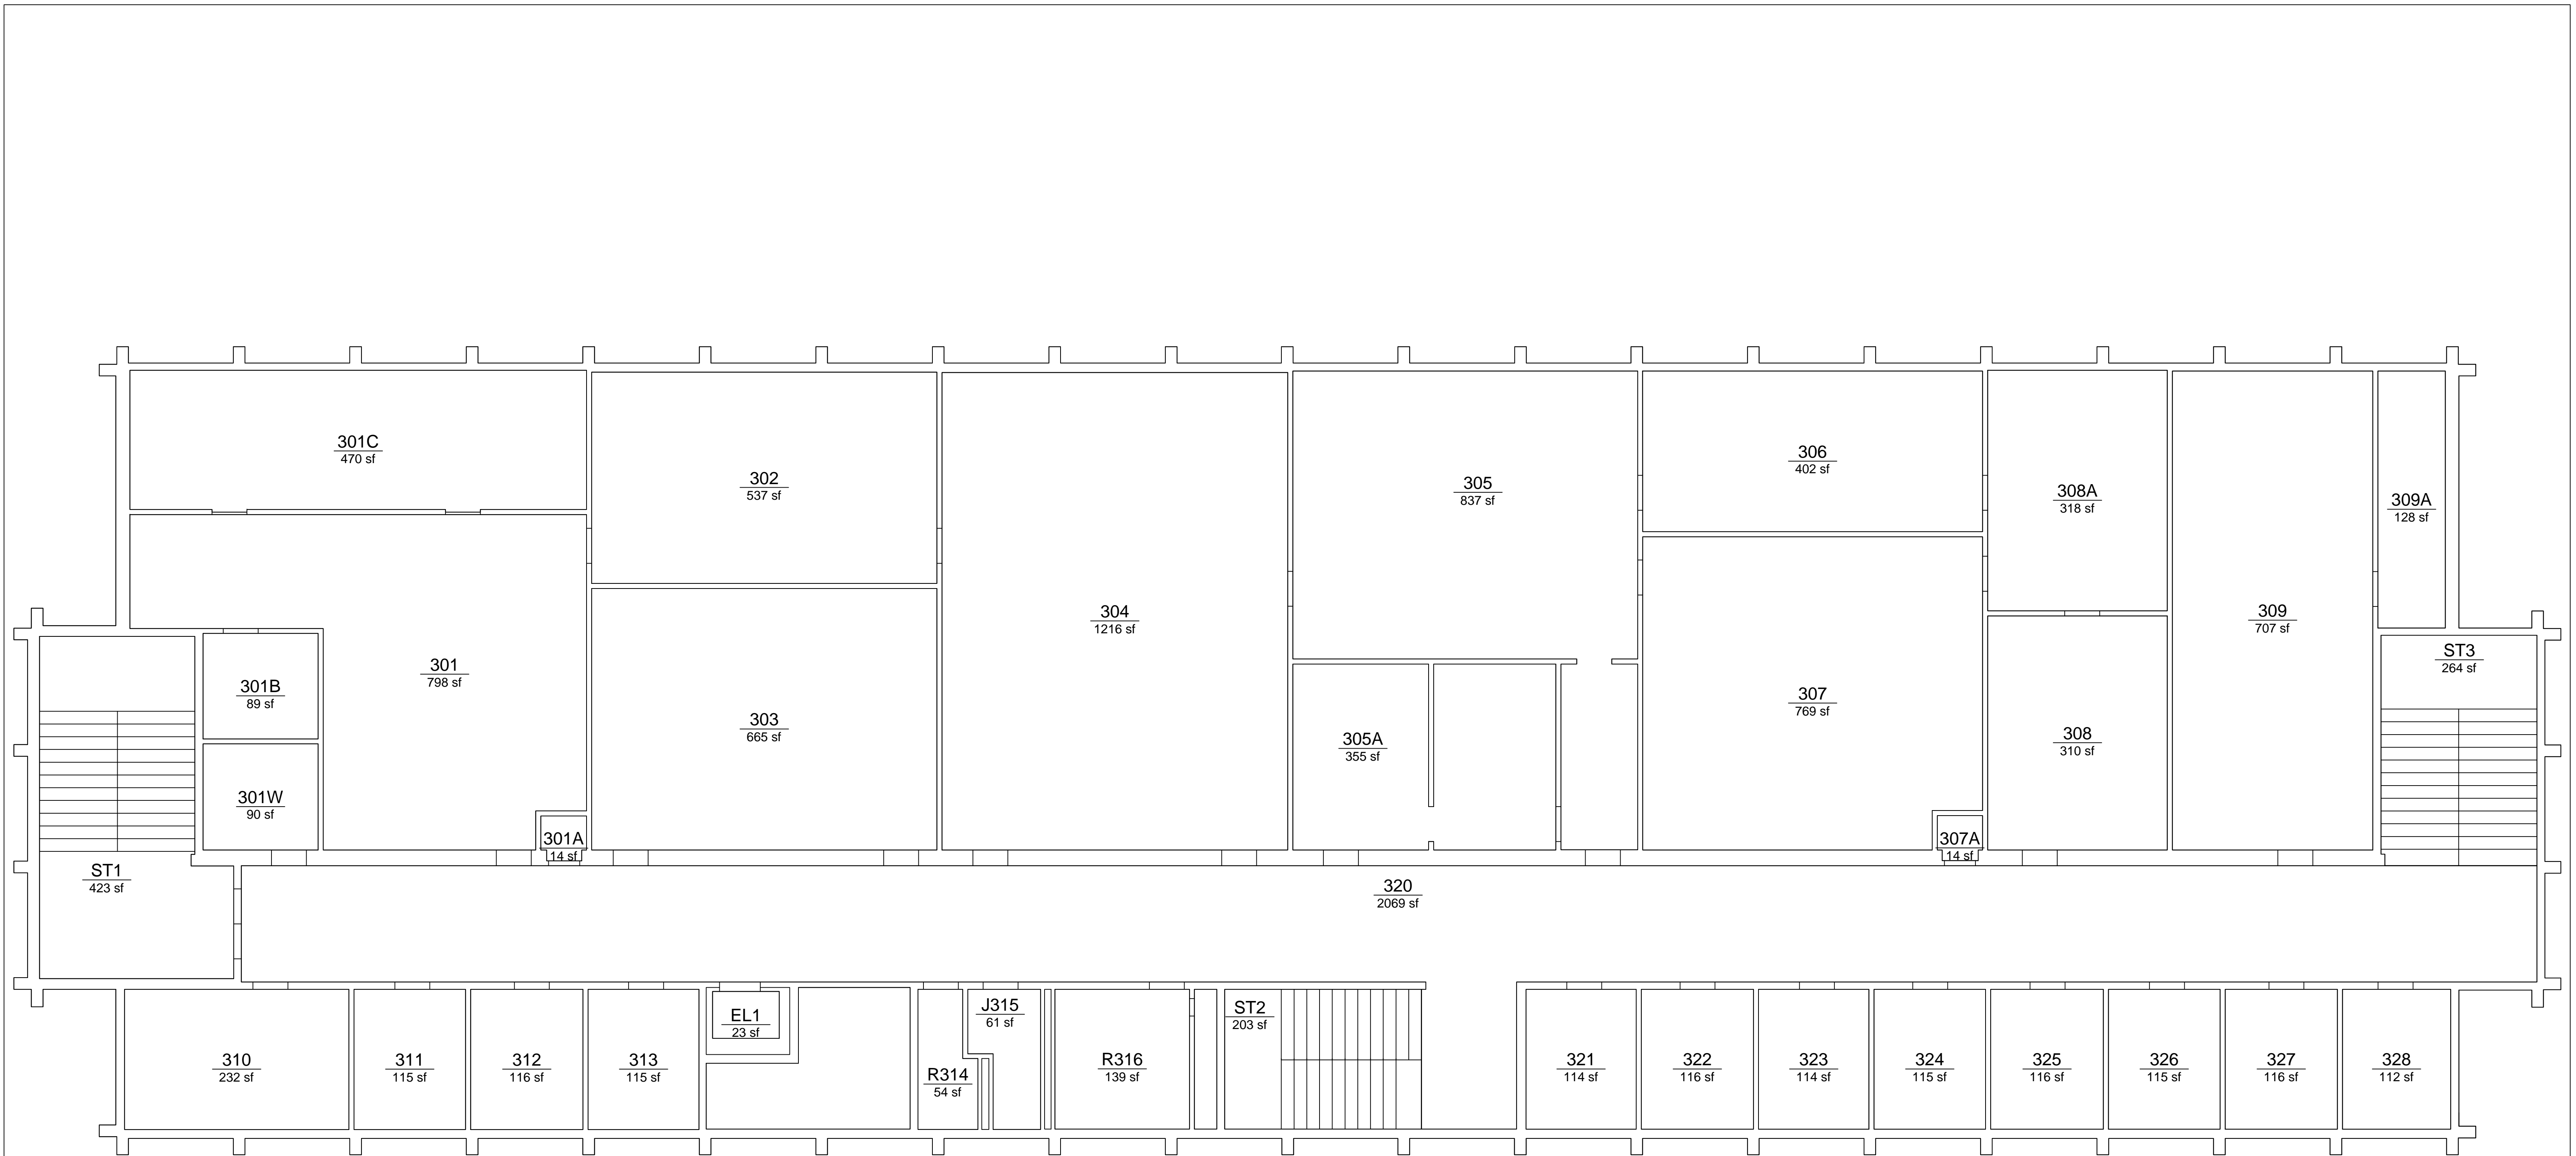 301C
470 sf
302
537 sf
305
837 sf
306
402 sf
308A
318 sf
309A
128 sf
304
1216 sf
309
707 sf
301
798 sf
ST3
264 sf
301B
89 sf
303
665 sf
307
769 sf
305A
355 sf
308
310 sf
301W
90 sf
301A
14 sf
307A
14 sf
ST1
423 sf
320
2069 sf
EL1
23 sf
J315
61 sf
ST2
203 sf
310
232 sf
311
115 sf
312
116 sf
313
115 sf
R314
54 sf
R316
139 sf
321
114 sf
322
116 sf
323
114 sf
324
115 sf
325
116 sf
326
115 sf
327
116 sf
328
112 sf